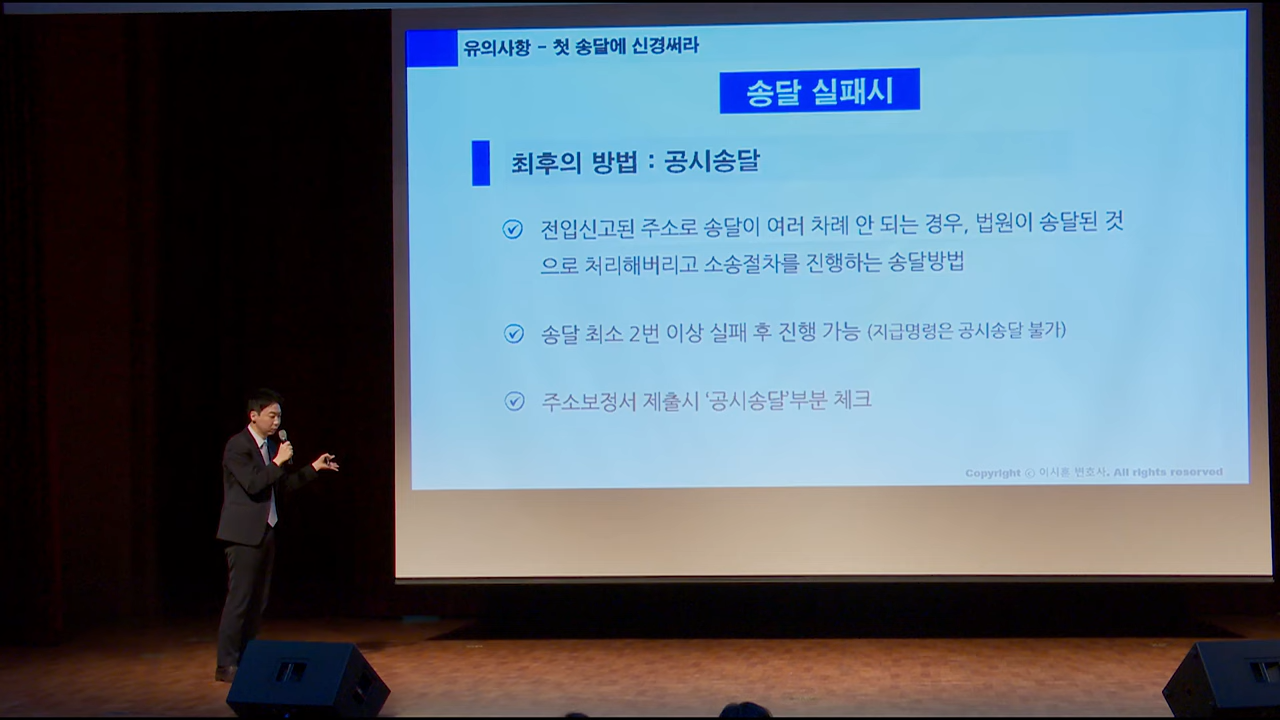 유의사항 - 첫 송달에 신경써라
송달 실패시
최후의 방법 : 공시송달
전입신고된 주소로 송달이 여러 차례 안 되는 경우, 법원이 송달된 것
으로 처리해버리고 소송절차를 진행하는 송달방법
송달 최소 2번 이상 실패 후 진행 가능 (지급명령은 공시송달 불가)
주소보정서 제출시 ‘공시송달’부분 체크
Copyright ⓒ 이시훈 변호사. All rights reserved